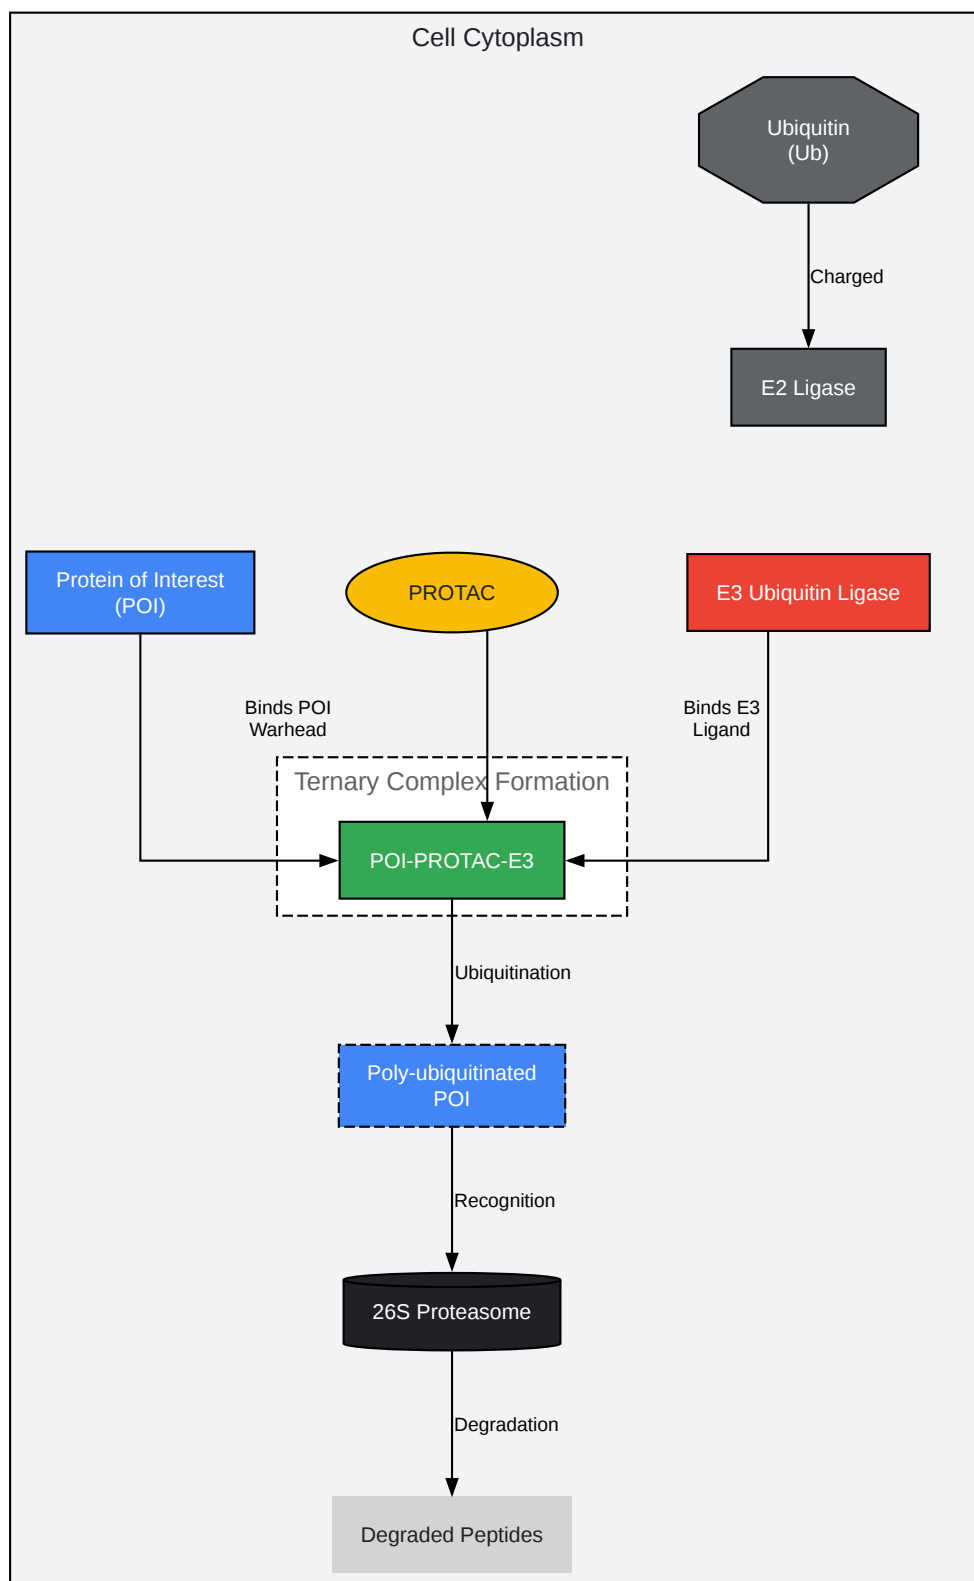 Cell Cytoplasm
Ubiquitin
(Ub)
Charged
E2 Ligase
Protein of Interest
(POI)
PROTAC
E3 Ubiquitin Ligase
Binds POI
Warhead
Binds E3
Ligand
Ternary Complex Formation
POI-PROTAC-E3
Ubiquitination
Poly-ubiquitinated
POI
Recognition
26S Proteasome
Degradation
Degraded Peptides